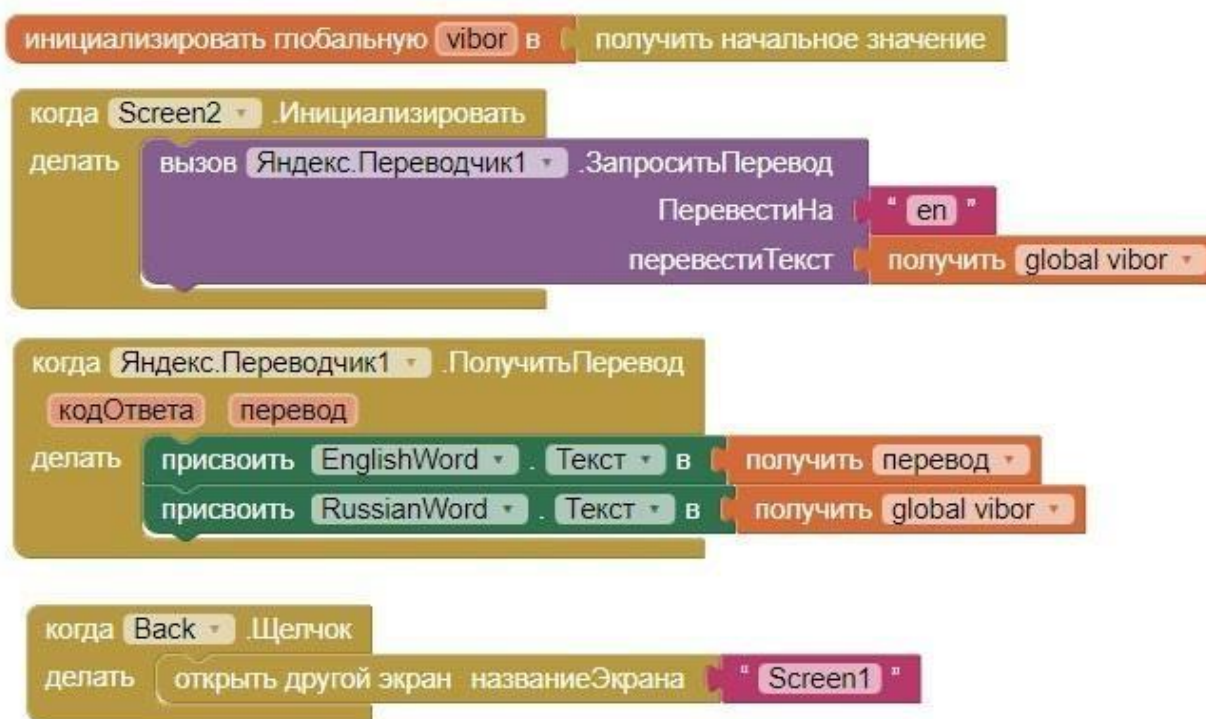 инициализировать глобальную vibor в получить начальное значение
когда Screen2 .Инициализировать
делать вызов Яндекс.Переводчик1 .ЗапроситьПеревод
ПеревестиНа " en "
перевестиТекст получить global vibor
когда Яндекс.Переводчик1 .ПолучитьПеревод
кодОтвета перевод
делать присвоить EnglishWord . Текст в получить перевод
присвоить RussianWord . Текст в получить global vibor
когда Back .Щелчок
делать открыть другой экран названиеЭкрана " Screen1 "